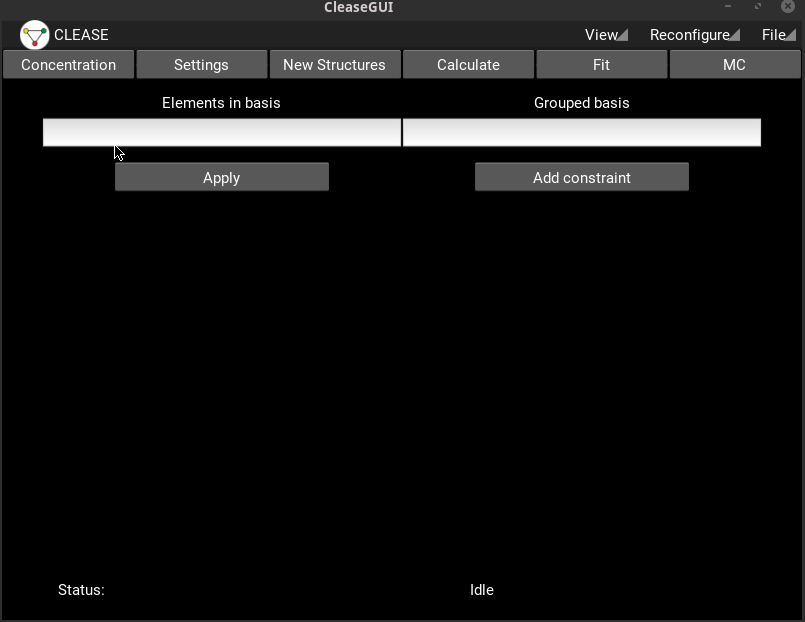 CleaseGUI
CLEASE View Reconfigure File
Concentration Settings New Structures Calculate Fit MC
Elements in basis Grouped basis
Apply Add constraint
Status: Idle